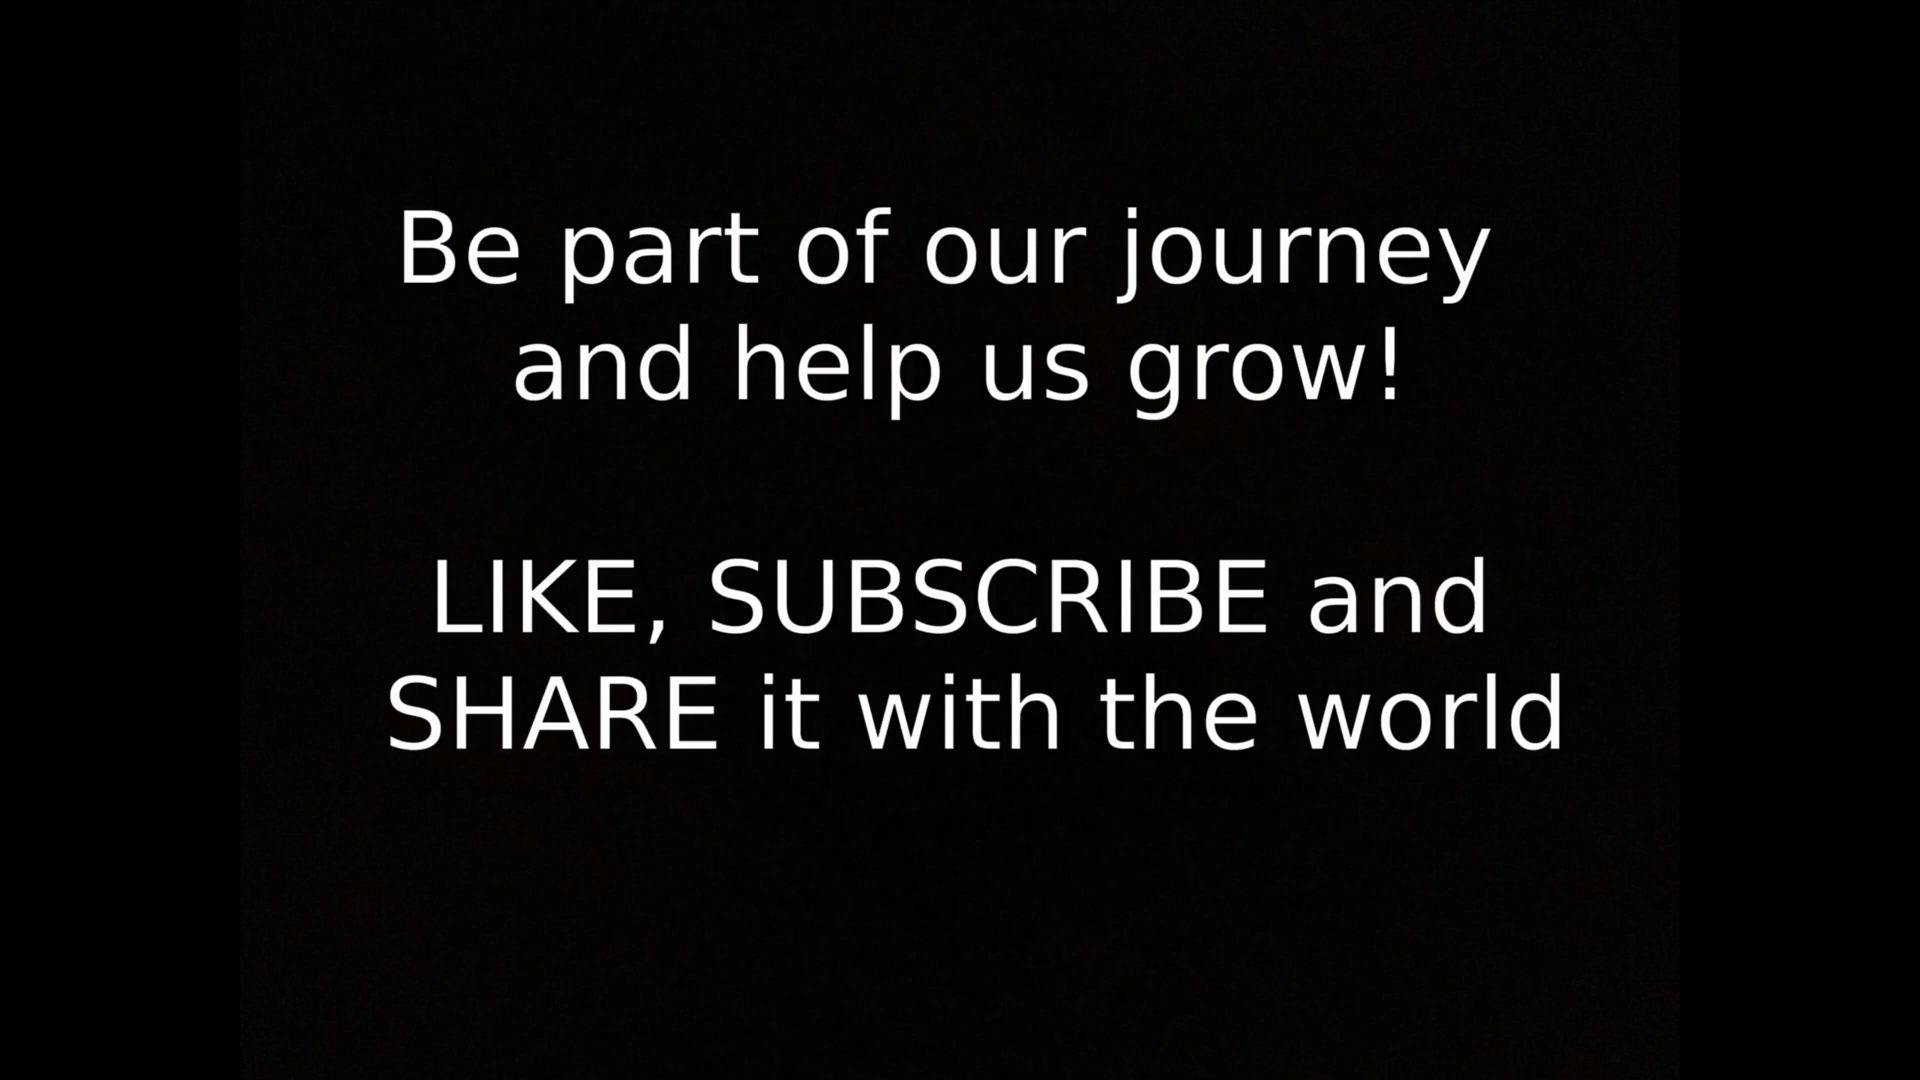 Be part of our journey
and help us grow!
LIKE, SUBSCRIBE and
SHARE it with the world